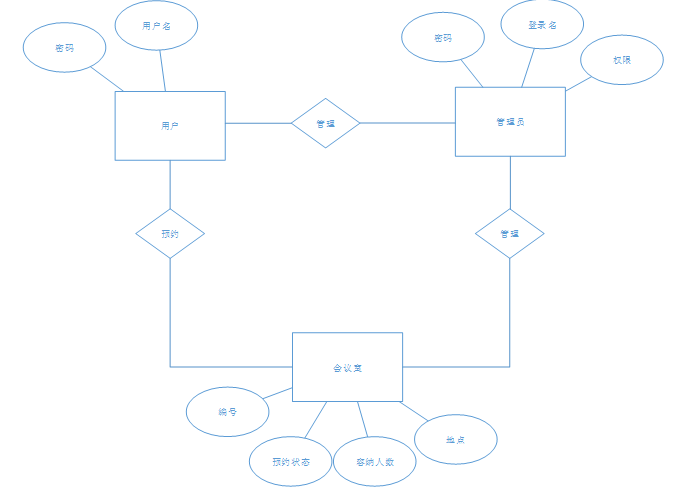 用户名
密码
登录名
密码
权限
用户
管理
管理员
预约
管理
会议室
编号
地点
预约状态
容纳人数